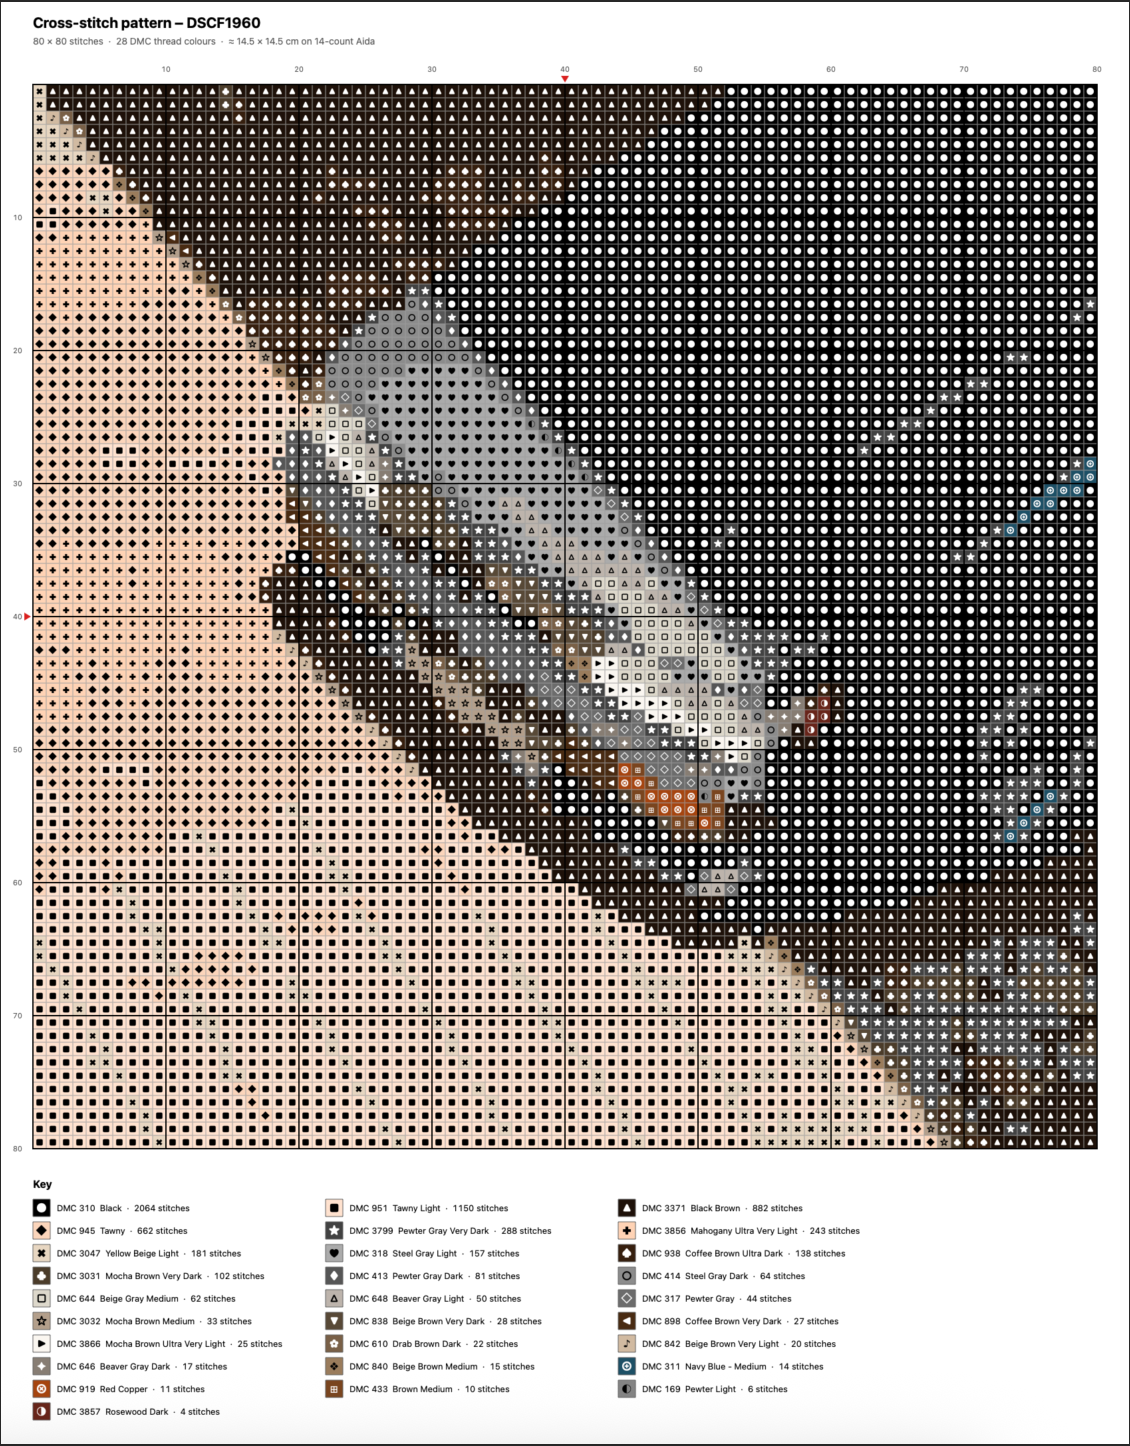 Cross-stitch pattern – DSCF1960
80 × 80 stitches · 28 DMC thread colours · ≈ 14.5 × 14.5 cm on 14-count Aida
10 20 30 40 50 60 70 80
10
20
30
40
50
60
70
80
Key
DMC 310 Black · 2064 stitches
DMC 951 Tawny Light · 1150 stitches
DMC 3371 Black Brown · 882 stitches
DMC 945 Tawny · 662 stitches
DMC 3799 Pewter Gray Very Dark · 288 stitches
DMC 3856 Mahogany Ultra Very Light · 243 stitches
DMC 3047 Yellow Beige Light · 181 stitches
DMC 318 Steel Gray Light · 157 stitches
DMC 938 Coffee Brown Ultra Dark · 138 stitches
DMC 3031 Mocha Brown Very Dark · 102 stitches
DMC 413 Pewter Gray Dark · 81 stitches
DMC 414 Steel Gray Dark · 64 stitches
DMC 644 Beige Gray Medium · 62 stitches
DMC 648 Beaver Gray Light · 50 stitches
DMC 317 Pewter Gray · 44 stitches
DMC 3032 Mocha Brown Medium · 33 stitches
DMC 838 Beige Brown Very Dark · 28 stitches
DMC 898 Coffee Brown Very Dark · 27 stitches
DMC 3866 Mocha Brown Ultra Very Light · 25 stitches
DMC 610 Drab Brown Dark · 22 stitches
DMC 842 Beige Brown Very Light · 20 stitches
DMC 646 Beaver Gray Dark · 17 stitches
DMC 840 Beige Brown Medium · 15 stitches
DMC 311 Navy Blue - Medium · 14 stitches
DMC 919 Red Copper · 11 stitches
DMC 433 Brown Medium · 10 stitches
DMC 169 Pewter Light · 6 stitches
DMC 3857 Rosewood Dark · 4 stitches